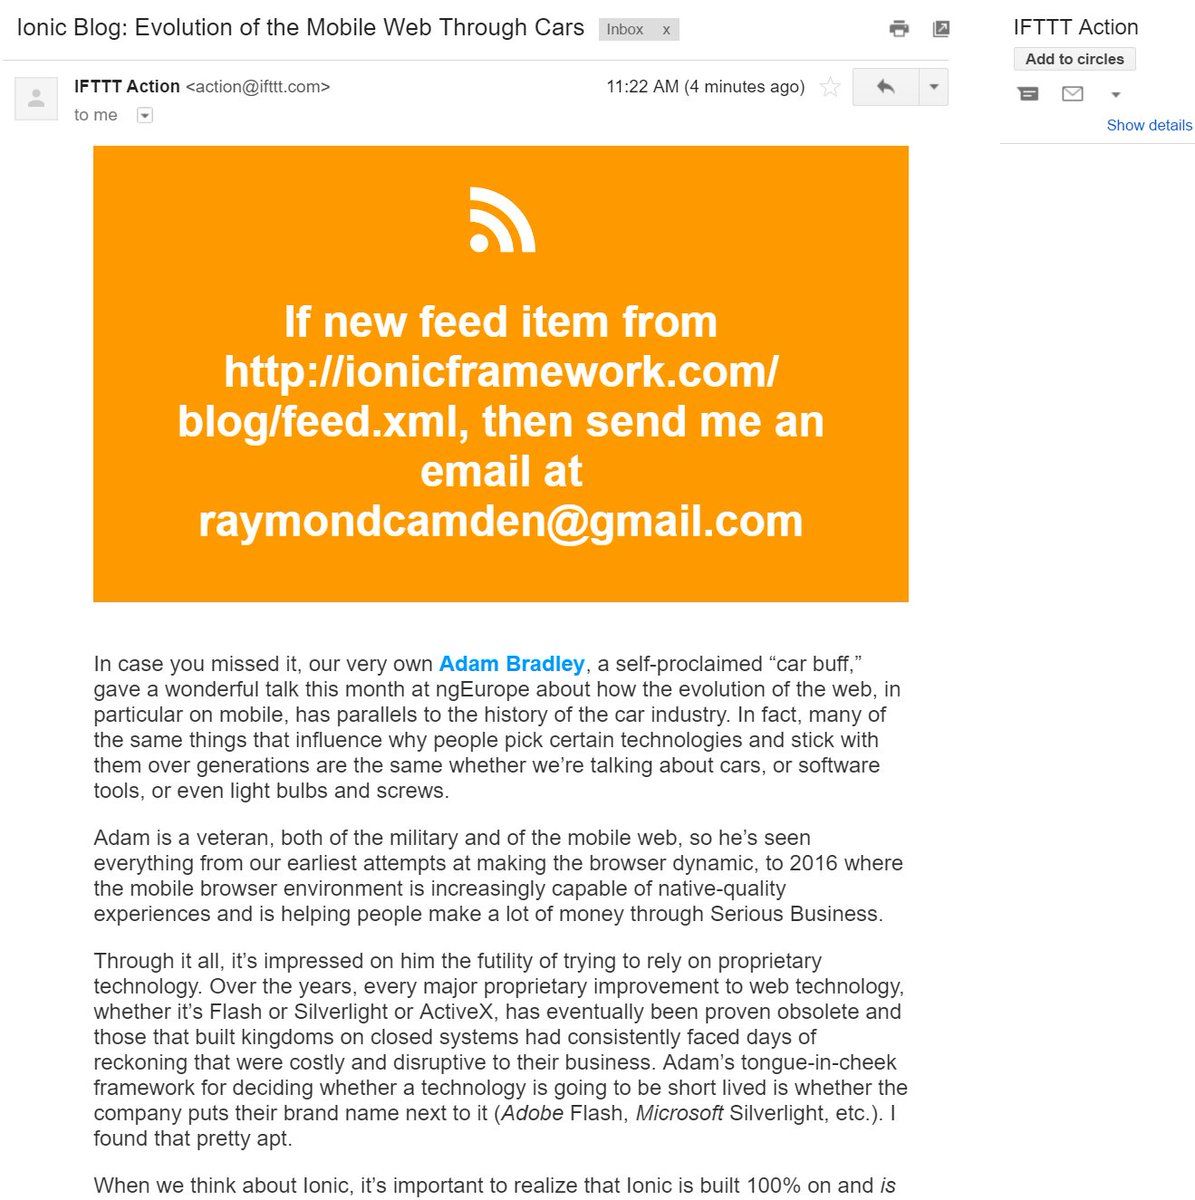 Ionic Blog: Evolution of the Mobile Web Through Cars Inbox x
IFTTT Action
Add to circles
Show details
IFTTT Action <action@ifttt.com> 11:22 AM (4 minutes ago)
to me
If new feed item from
http://ionicframework.com/
blog/feed.xml, then send me an
email at
raymondcamden@gmail.com
In case you missed it, our very own Adam Bradley, a self-proclaimed “car buff,”
gave a wonderful talk this month at ngEurope about how the evolution of the web, in
particular on mobile, has parallels to the history of the car industry. In fact, many of
the same things that influence why people pick certain technologies and stick with
them over generations are the same whether we’re talking about cars, or software
tools, or even light bulbs and screws.
Adam is a veteran, both of the military and of the mobile web, so he’s seen
everything from our earliest attempts at making the browser dynamic, to 2016 where
the mobile browser environment is increasingly capable of native-quality
experiences and is helping people make a lot of money through Serious Business.
Through it all, it’s impressed on him the futility of trying to rely on proprietary
technology. Over the years, every major proprietary improvement to web technology,
whether it’s Flash or Silverlight or ActiveX, has eventually been proven obsolete and
those that built kingdoms on closed systems had consistently faced days of
reckoning that were costly and disruptive to their business. Adam’s tongue-in-cheek
framework for deciding whether a technology is going to be short lived is whether the
company puts their brand name next to it (Adobe Flash, Microsoft Silverlight, etc.). I
found that pretty apt.
When we think about Ionic, it’s important to realize that Ionic is built 100% on and is